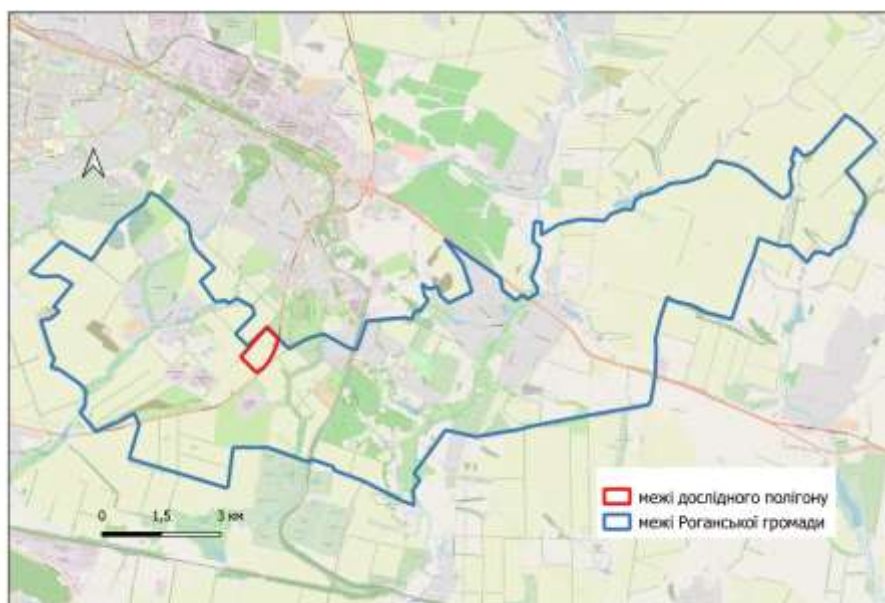 0 1,5 3 км
межі дослідного полігону
межі Роганської громади